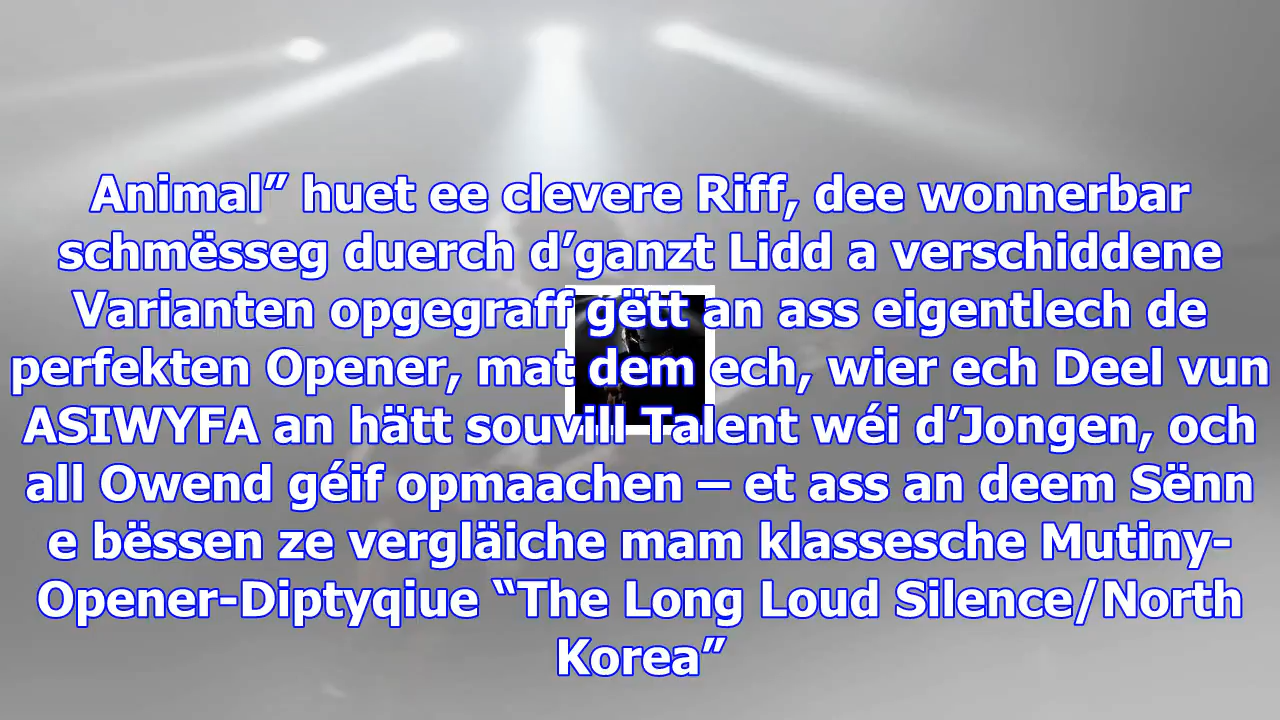 Animal” huet ee clevere Riff, dee wonnerbar
schmësseg duerch d’ganzt Lidd a verschiddene
Varianten opgegraff gëtt an ass eigentlech de
perfekten Opener, mat dem ech, wier ech Deel vun
ASIWYFA an hätt souvill Talent wéi d’Jongen, och
all Owend géif opmaachen – et ass an deem Sënn
e bëssen ze vergläiche mam klassesche Mutiny-
Opener-Diptyqiue “The Long Loud Silence/North
Korea”